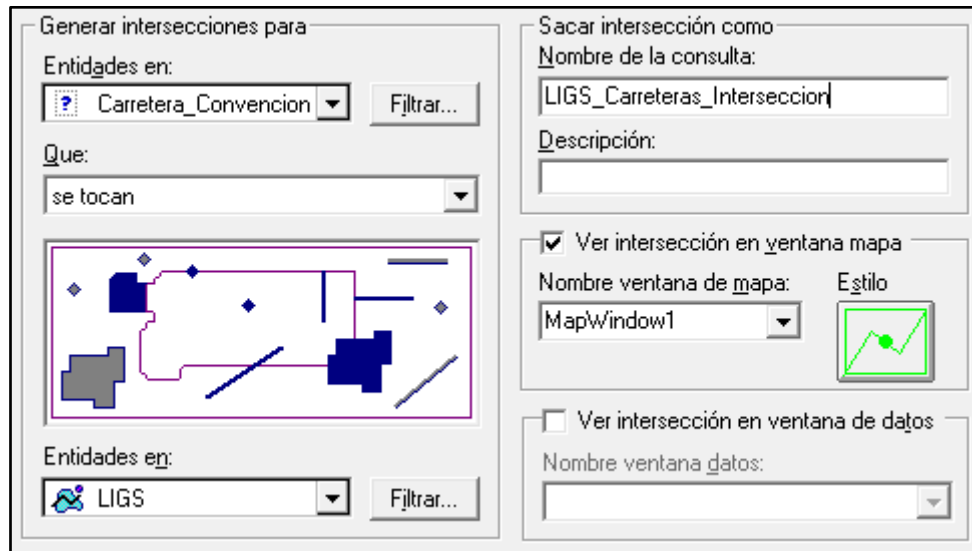 Generar intersecciones para
Entidades en:
? Carretera_Convencion
Filtrar...
Que:
se tocan
Entidades en:
LIGS
Filtrar...
Sacar intersección como
Nombre de la consulta:
LIGS_Carreteras_Interseccion
Descripción:
Ver intersección en ventana mapa
Nombre ventana de mapa:
Estilo
MapWindow1
Ver intersección en ventana de datos
Nombre ventana datos: